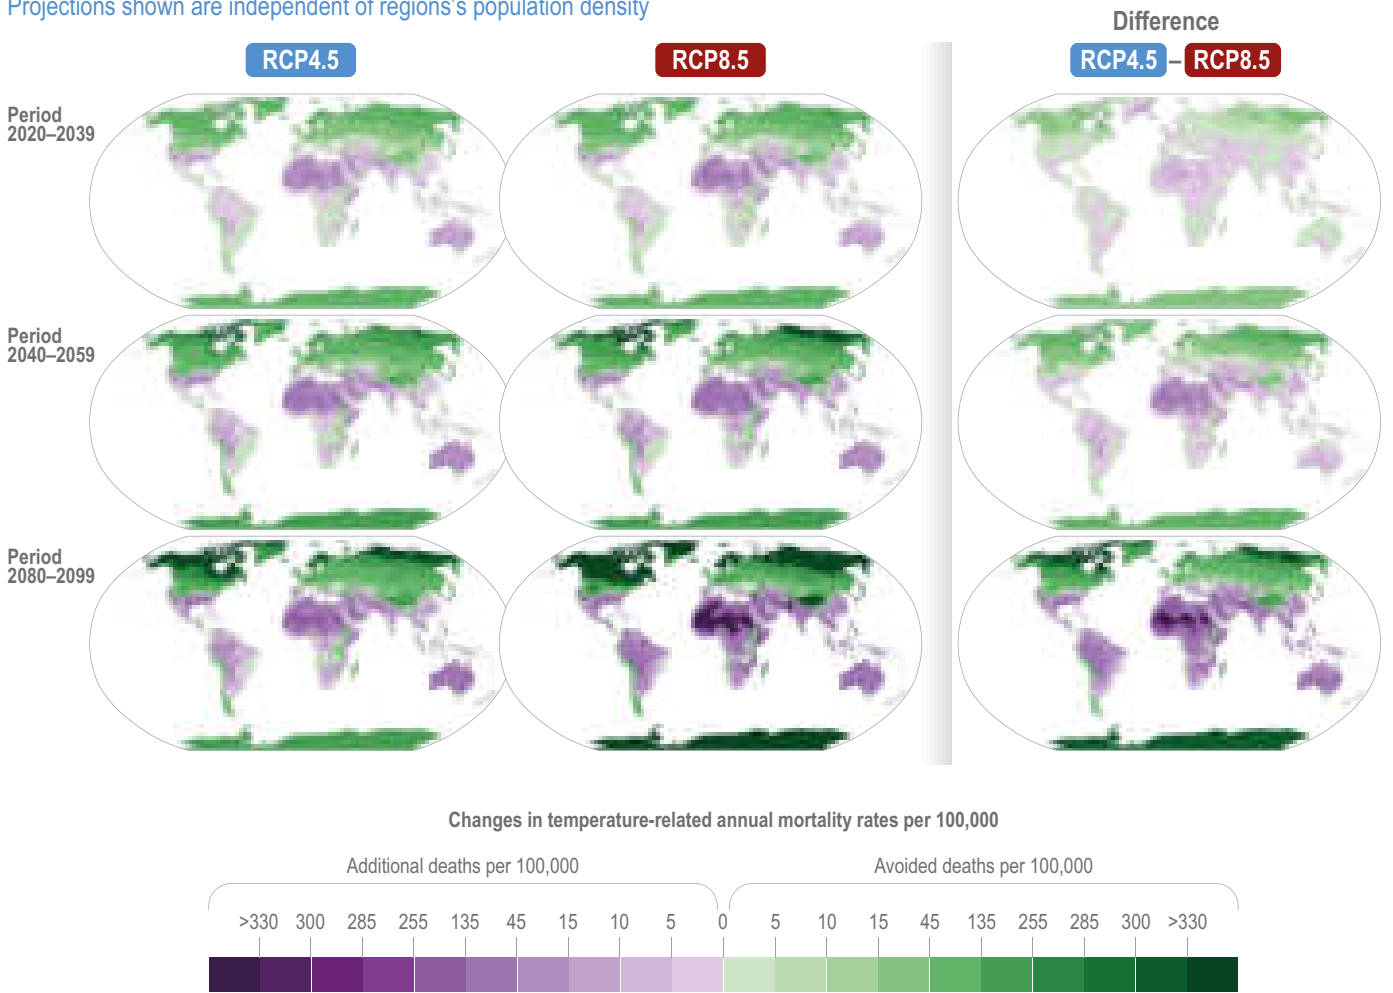 Projections shown are independent of regions's population density
Difference
RCP4.5
RCP8.5
RCP4.5 – RCP8.5
Period
2020–2039
Period
2040–2059
Period
2080–2099
Changes in temperature-related annual mortality rates per 100,000
Additional deaths per 100,000
Avoided deaths per 100,000
>330 300 285 255 135 45 15 10 5 0 5 10 15 45 135 255 285 300 >330